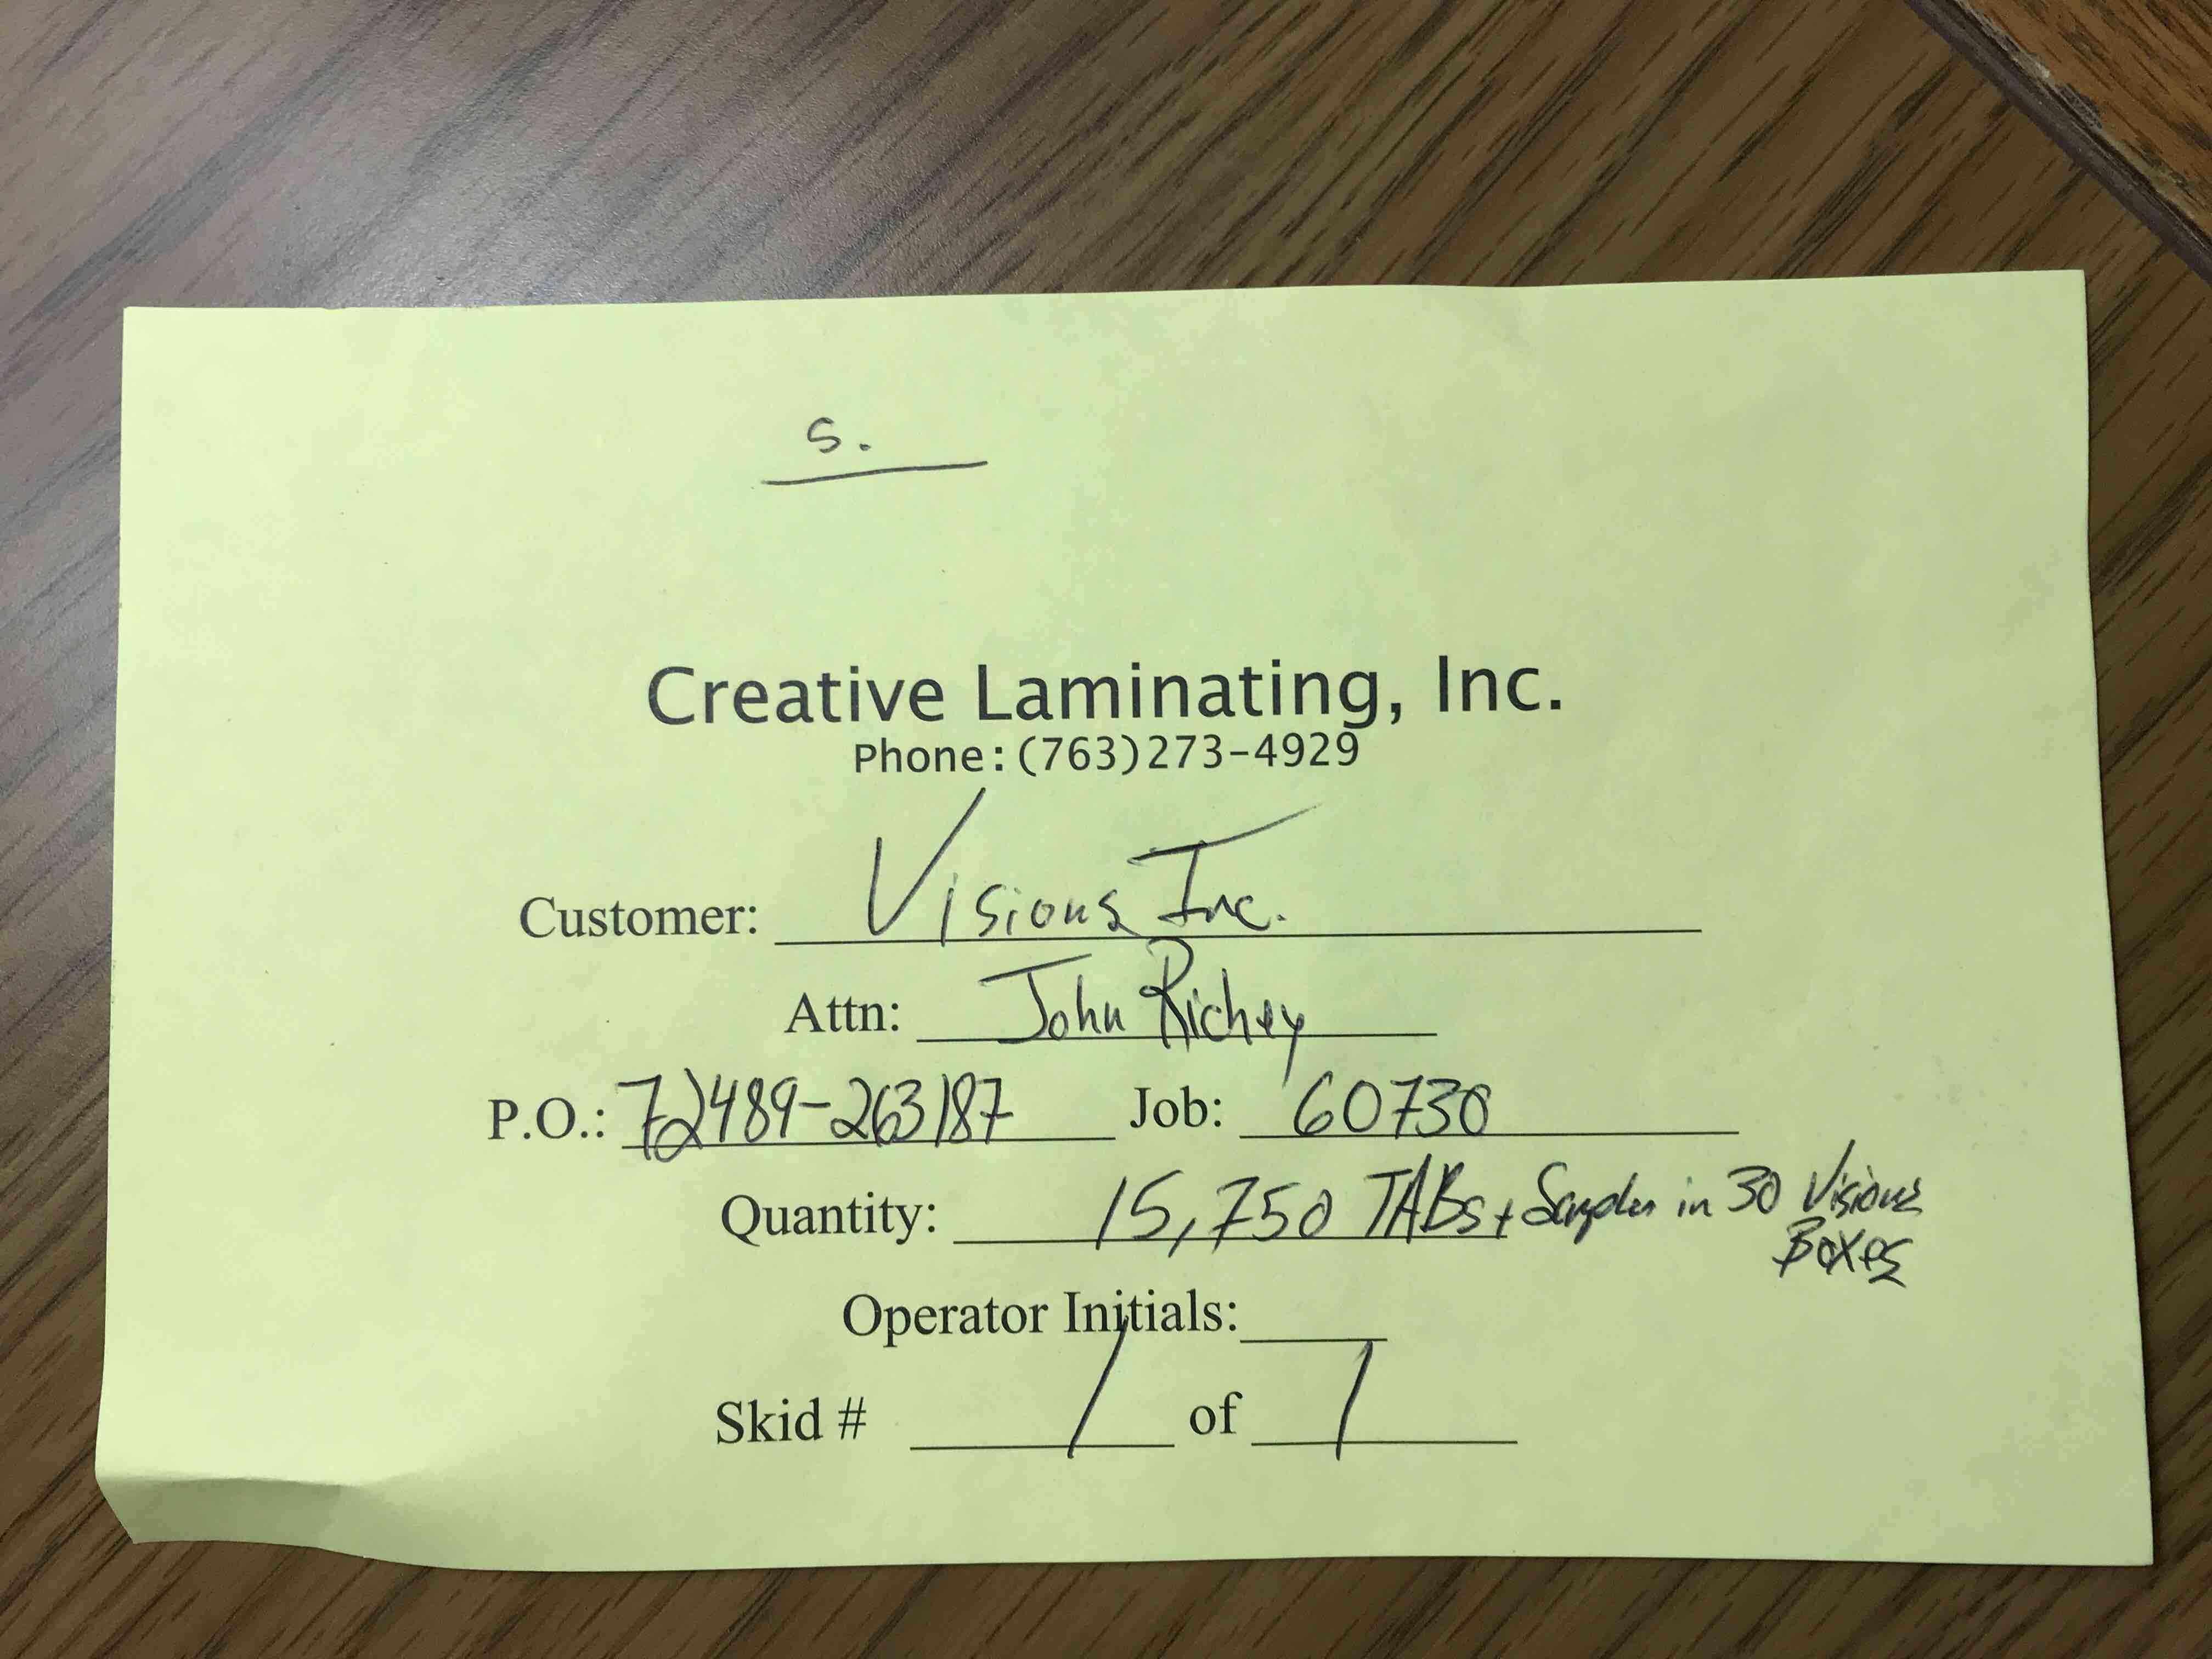 s.
Creative Laminating, Inc.
Phone:(763)273-4929
Customer: Visions Inc.
Attn: John Richey
P.O.: 72489-263187 Job: 60730
Quantity: 15,750 TABs + Samples in 30 Visions
Boxes
Operator Initials:
Skid # 1 of 1